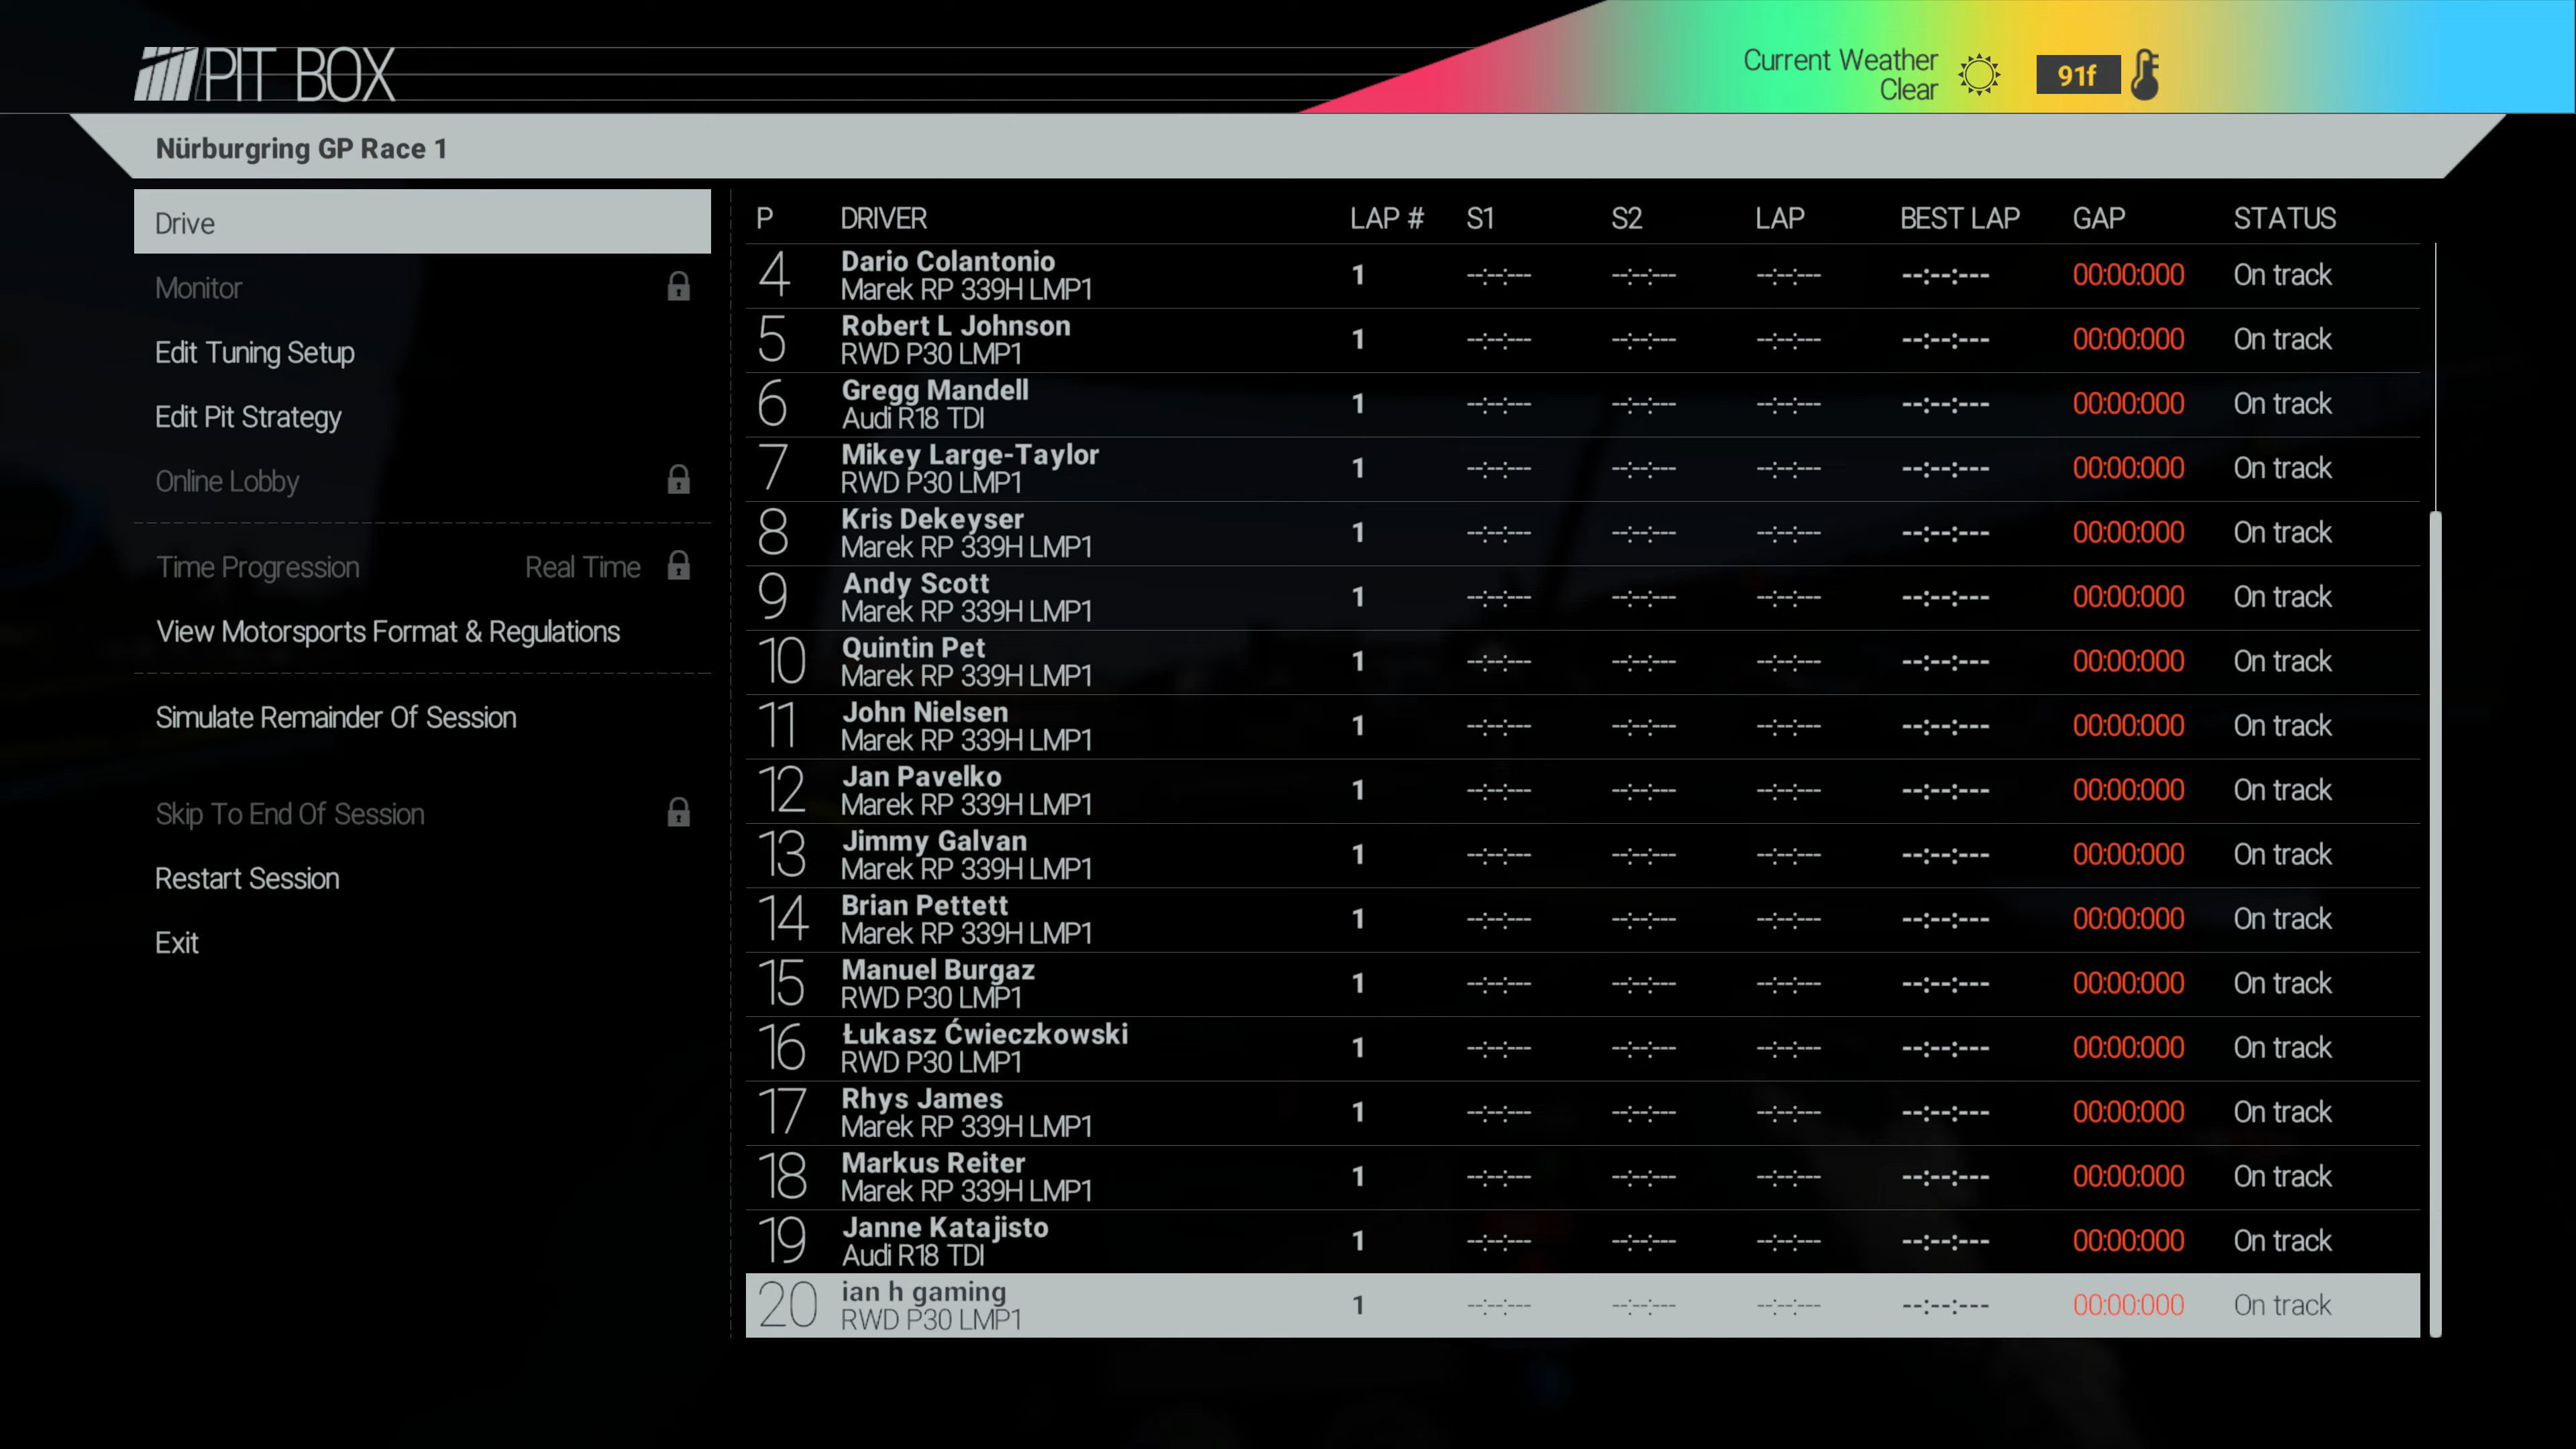 PIT BOX
Current Weather
Clear
91f
Nürburgring GP Race 1
Drive
Monitor
Edit Tuning Setup
Edit Pit Strategy
Online Lobby
Time Progression Real Time
View Motorsports Format & Regulations
Simulate Remainder Of Session
Skip To End Of Session
Restart Session
Exit
P DRIVER LAP # S1 S2 LAP BEST LAP GAP STATUS
4 Dario Colantonio 1 --:--:--- --:--:--- --:--:--- --:--:--- 00:00:000 On track
Marek RP 339H LMP1
5 Robert L Johnson 1 --:--:--- --:--:--- --:--:--- --:--:--- 00:00:000 On track
RWD P30 LMP1
6 Gregg Mandell 1 --:--:--- --:--:--- --:--:--- --:--:--- 00:00:000 On track
Audi R18 TDI
7 Mikey Large-Taylor 1 --:--:--- --:--:--- --:--:--- --:--:--- 00:00:000 On track
RWD P30 LMP1
8 Kris Dekeyser 1 --:--:--- --:--:--- --:--:--- --:--:--- 00:00:000 On track
Marek RP 339H LMP1
9 Andy Scott 1 --:--:--- --:--:--- --:--:--- --:--:--- 00:00:000 On track
Marek RP 339H LMP1
10 Quintin Pet 1 --:--:--- --:--:--- --:--:--- --:--:--- 00:00:000 On track
Marek RP 339H LMP1
11 John Nielsen 1 --:--:--- --:--:--- --:--:--- --:--:--- 00:00:000 On track
Marek RP 339H LMP1
12 Jan Pavelko 1 --:--:--- --:--:--- --:--:--- --:--:--- 00:00:000 On track
Marek RP 339H LMP1
13 Jimmy Galvan 1 --:--:--- --:--:--- --:--:--- --:--:--- 00:00:000 On track
Marek RP 339H LMP1
14 Brian Pettett 1 --:--:--- --:--:--- --:--:--- --:--:--- 00:00:000 On track
Marek RP 339H LMP1
15 Manuel Burgaz 1 --:--:--- --:--:--- --:--:--- --:--:--- 00:00:000 On track
RWD P30 LMP1
16 Łukasz Ćwieczkowski 1 --:--:--- --:--:--- --:--:--- --:--:--- 00:00:000 On track
RWD P30 LMP1
17 Rhys James 1 --:--:--- --:--:--- --:--:--- --:--:--- 00:00:000 On track
Marek RP 339H LMP1
18 Markus Reiter 1 --:--:--- --:--:--- --:--:--- --:--:--- 00:00:000 On track
Marek RP 339H LMP1
19 Janne Katajisto 1 --:--:--- --:--:--- --:--:--- --:--:--- 00:00:000 On track
Audi R18 TDI
20 ian h gaming 1 --:--:--- --:--:--- --:--:--- --:--:--- 00:00:000 On track
RWD P30 LMP1